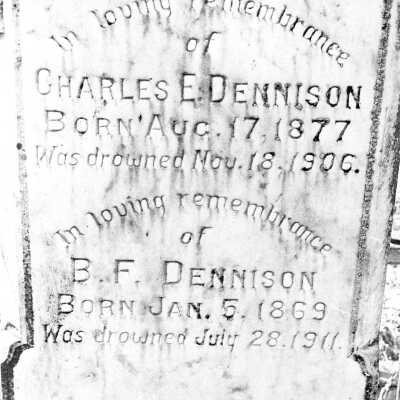 In loving remembrance
of
CHARLES E. DENNISON
BORN AUG. 17, 1877
Was drowned Nov. 18. 1906.
In loving remembrance
of
B. F. DENNISON
BORN JAN. 5. 1869
Was drowned July 28. 1911.